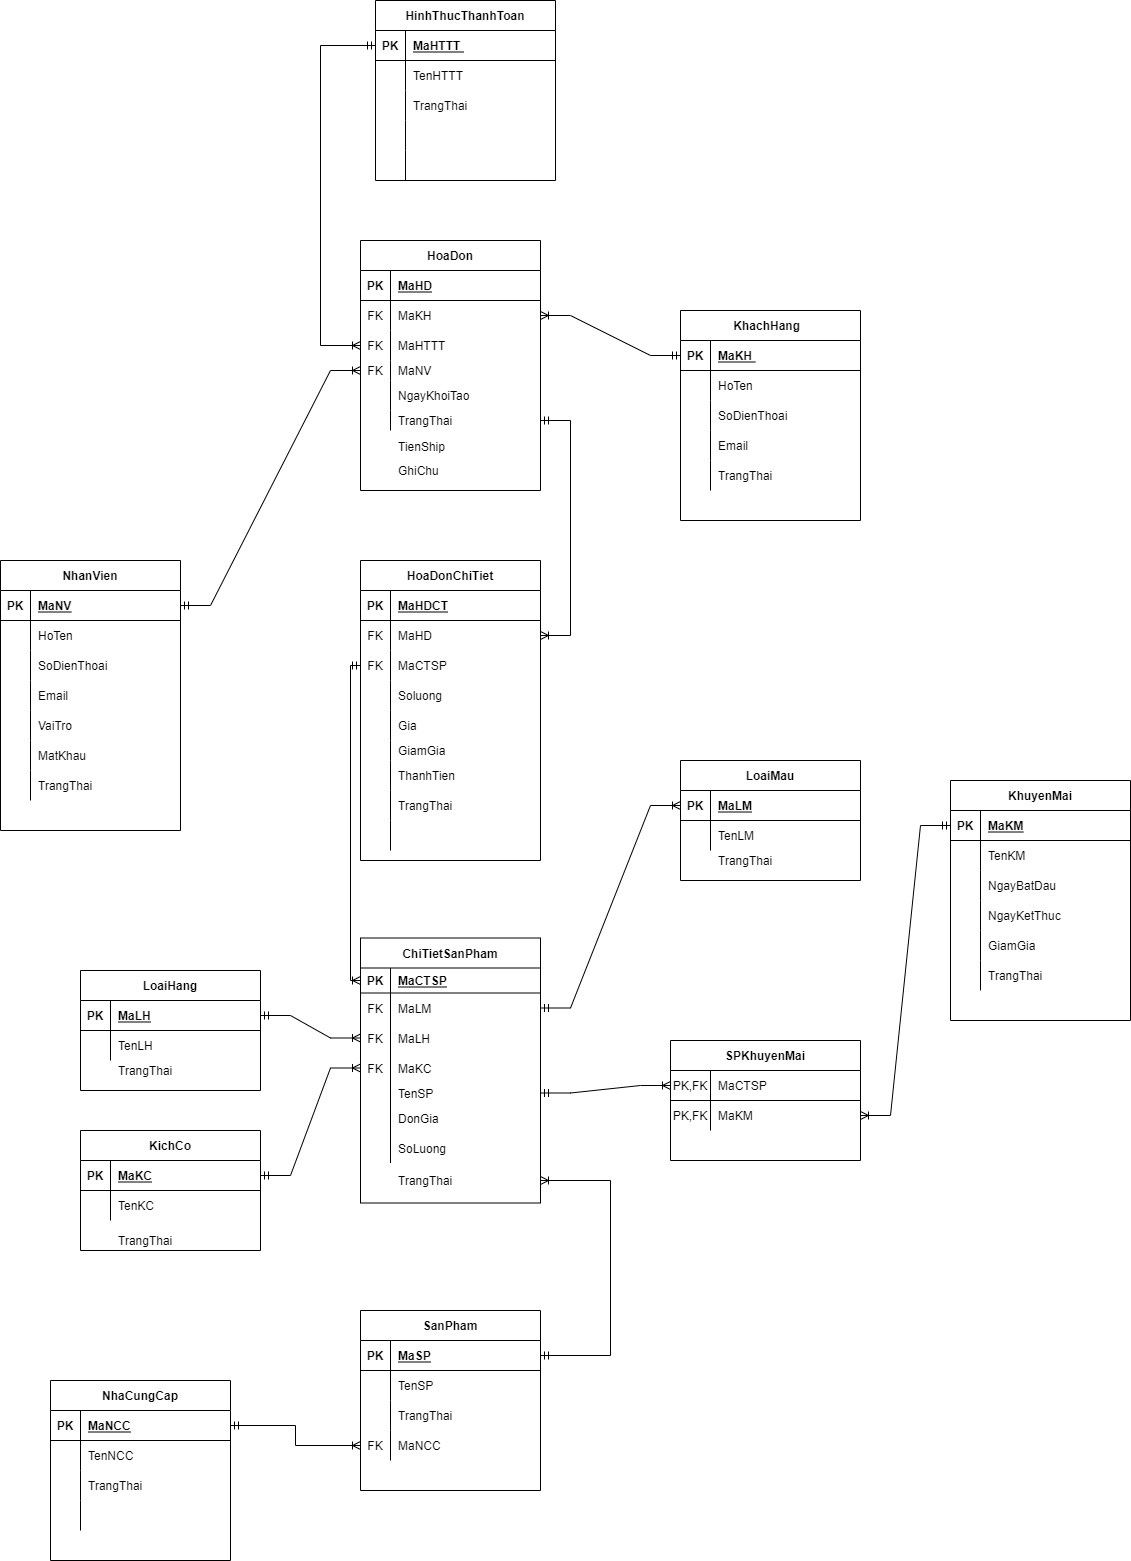 HinhThucThanhToan
PK MaHTTT
TenHTTT
TrangThai
HoaDon
PK MaHD
FK MaKH
FK MaHTTT
FK MaNV
NgayKhoiTao
TrangThai
TienShip
GhiChu
KhachHang
PK MaKH
HoTen
SoDienThoai
Email
TrangThai
NhanVien
PK MaNV
HoTen
SoDienThoai
Email
VaiTro
MatKhau
TrangThai
HoaDonChiTiet
PK MaHDCT
FK MaHD
FK MaCTSP
Soluong
Gia
GiamGia
ThanhTien
TrangThai
LoaiMau
PK MaLM
TenLM
TrangThai
KhuyenMai
PK MaKM
TenKM
NgayBatDau
NgayKetThuc
GiamGia
TrangThai
ChiTietSanPham
PK MaCTSP
FK MaLM
FK MaLH
FK MaKC
TenSP
DonGia
SoLuong
TrangThai
LoaiHang
PK MaLH
TenLH
TrangThai
SPKhuyenMai
PK,FK MaCTSP
PK,FK MaKM
KichCo
PK MaKC
TenKC
TrangThai
SanPham
PK MaSP
TenSP
TrangThai
FK MaNCC
NhaCungCap
PK MaNCC
TenNCC
TrangThai